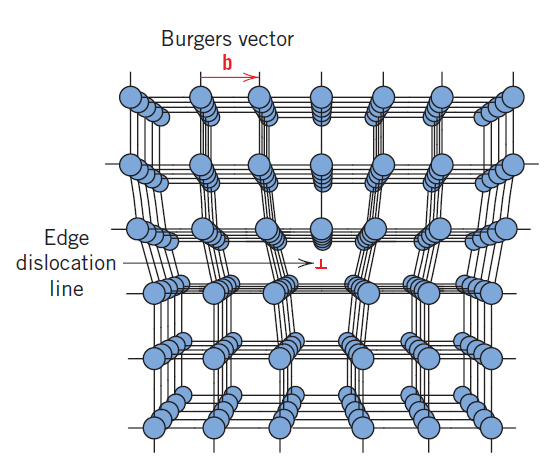 Burgers vector
b
Edge
dislocation
line
⊥